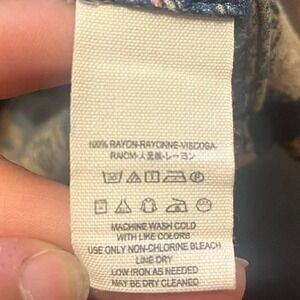 100% RAYON-RAYONNE-VISCOSA-
RAICM-人造絲-レーヨン
MACHINE WASH COLD
WITH LIKE COLORS
USE ONLY NON-CHLORINE BLEACH
LINE DRY
LOW IRON AS NEEDED
MAY BE DRY CLEANED